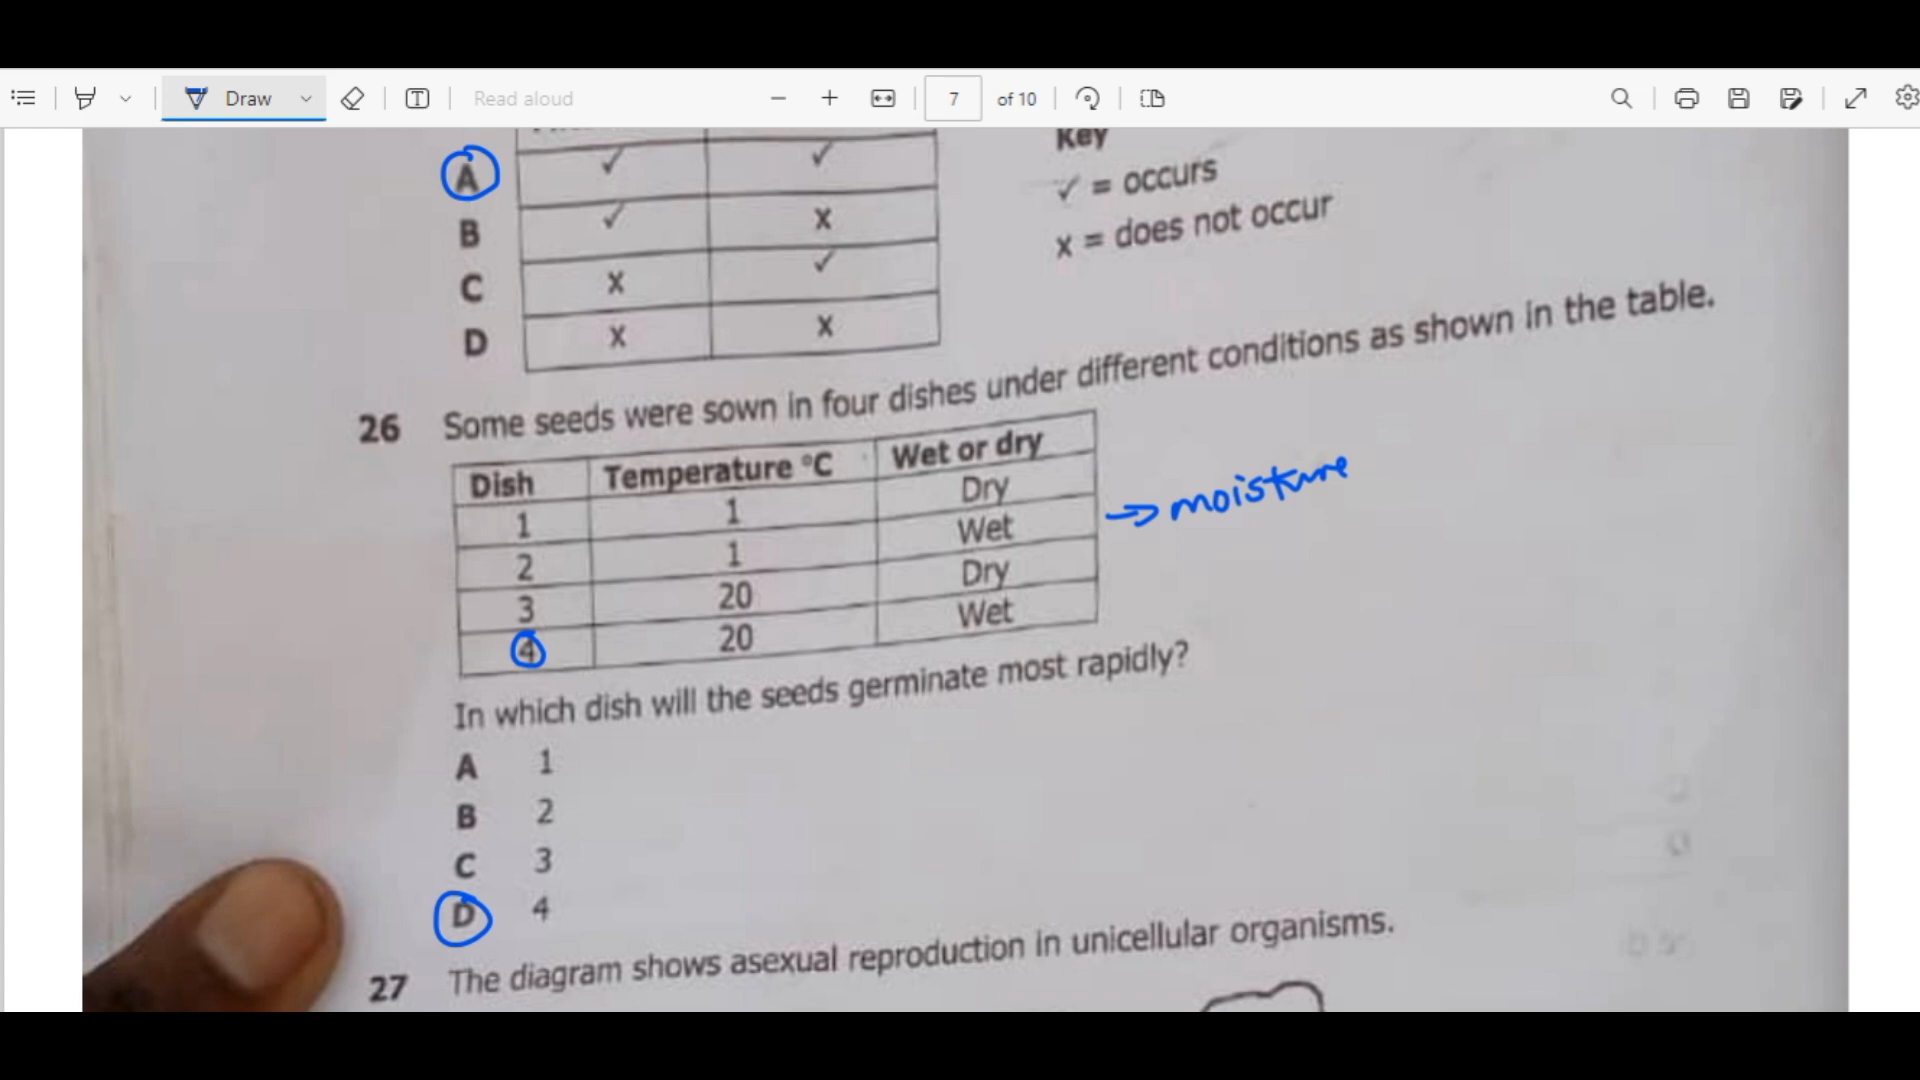 Draw
Read aloud
7 of 10
Key
A ✓ ✓
✓ = occurs
B ✓ x
x = does not occur
C x ✓
D x x
26 Some seeds were sown in four dishes under different conditions as shown in the table.
Dish Temperature °C Wet or dry
1 1 Dry
2 1 Wet
3 20 Dry
4 20 Wet
→ moisture
In which dish will the seeds germinate most rapidly?
A 1
B 2
C 3
D 4
27 The diagram shows asexual reproduction in unicellular organisms.